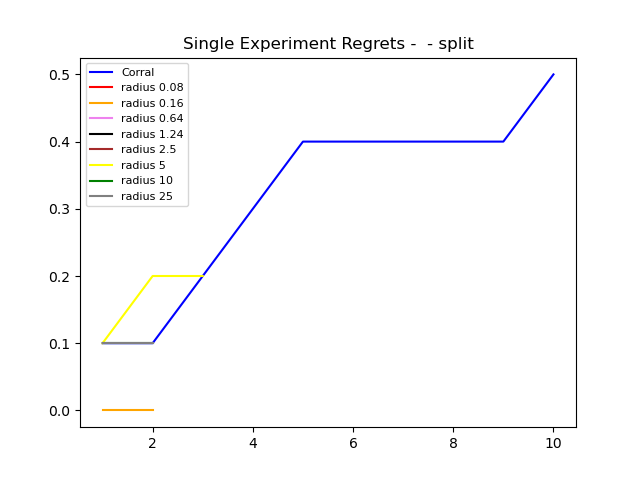 Single Experiment Regrets -  - split
Corral
radius 0.08
radius 0.16
radius 0.64
radius 1.24
radius 2.5
radius 5
radius 10
radius 25
0.5
0.4
0.3
0.2
0.1
0.0
2 4 6 8 10